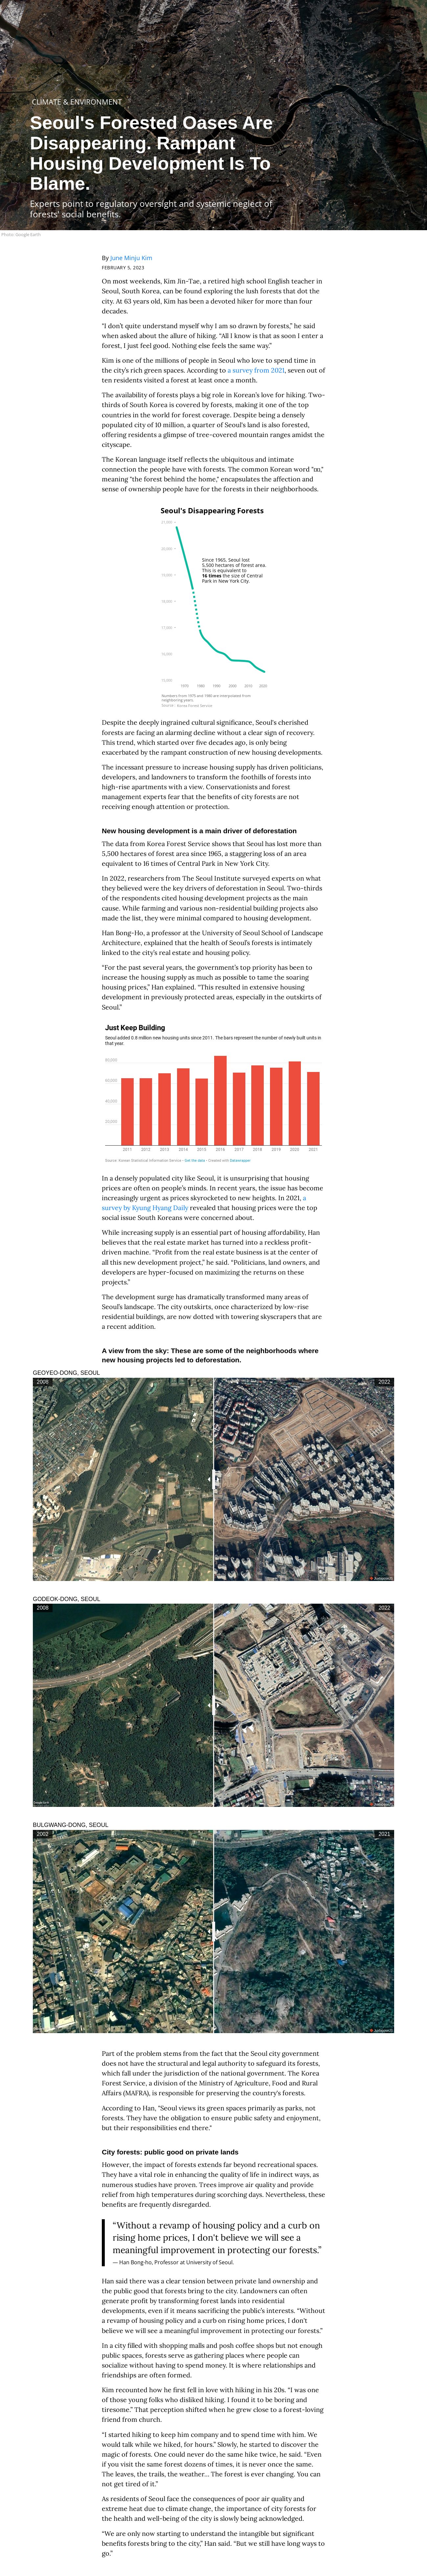 CLIMATE & ENVIRONMENT
Seoul's Forested Oases Are
Disappearing. Rampant
Housing Development Is To
Blame.
Experts point to regulatory oversight and systemic neglect of
forests' social benefits.
Photo: Google Earth
By June Minju Kim
FEBRUARY 5, 2023
On most weekends, Kim Jin-Tae, a retired high school English teacher in
Seoul, South Korea, can be found exploring the lush forests that dot the
city. At 63 years old, Kim has been a devoted hiker for more than four
decades.
"I don't quite understand myself why I am so drawn by forests," he said
when asked about the allure of hiking. "All I know is that as soon I enter a
forest, I just feel good. Nothing else feels the same way."
Kim is one of the millions of people in Seoul who love to spend time in
the city's rich green spaces. According to a survey from 2021, seven out of
ten residents visited a forest at least once a month.
The availability of forests plays a big role in Korean's love for hiking. Two-
thirds of South Korea is covered by forests, making it one of the top
countries in the world for forest coverage. Despite being a densely
populated city of 10 million, a quarter of Seoul's land is also forested,
offering residents a glimpse of tree-covered mountain ranges amidst the
cityscape.
The Korean language itself reflects the ubiquitous and intimate
connection the people have with forests. The common Korean word
meaning "the forest behind the home," encapsulates the affection and
sense of ownership people have for the forests in their neighborhoods.
Seoul's Disappearing Forests
21,000
20,000
19,000
18,000
17,000
16,000
15,000
Since 1965, Seoul lost
5,500 hectares of forest area.
This is equivalent to
16 times the size of Central
Park in New York City.
1970 1980 1990 2000 2010 2020
Numbers from 1970 and 1980 are interpolated from
neighboring years.
Source: Korea Forest Service
Despite the deeply ingrained cultural significance, Seoul's cherished
forests are facing an alarming decline without a clear sign of recovery.
This trend, which started over five decades ago, is only being
exacerbated by the rampant construction of new housing developments.
The incessant pressure to increase housing supply has driven politicians,
developers, and landowners to transform the foothills of forests into
high-rise apartments with a view. Conservationists and forest
management experts fear that the benefits of city forests are not
receiving enough attention or protection.
New housing development is a main driver of deforestation
The data from Korea Forest Service shows that Seoul has lost more than
5,500 hectares of forest area since 1965, a staggering loss of an area
equivalent to 16 times of Central Park in New York City.
In 2022, researchers from The Seoul Institute surveyed experts on what
they believed were the key drivers of deforestation in Seoul. Two-thirds
of the respondents cited housing development projects as the main
cause. While farming and various non-residential building projects also
made the list, they were minimal compared to housing development.
Han Bong-Ho, a professor at the University of Seoul School of Landscape
Architecture, explained that the health of Seoul's forests is intimately
linked to the city's real estate and housing policy.
"For the past several years, the government's top priority has been to
increase the housing supply as much as possible to tame the soaring
housing prices," Han explained. "This resulted in extensive housing
development in previously protected areas, especially in the outskirts of
Seoul."
Just Keep Building
Seoul added 0.8 million new housing units since 2011. The bars represent the number of newly built units in
that year.
80,000
60,000
40,000
20,000
2011 2012 2013 2014 2015 2016 2017 2018 2019 2020 2021
Source: Korean Statistical Information Service · Get the data · Created with Datawrapper
In a densely populated city like Seoul, it is unsurprising that housing
prices are often on people's minds. In recent years, the issue has become
increasingly urgent as prices skyrocketed to new heights. In 2021, a
survey by Kyung Hyang Daily revealed that housing prices were the top
social issue South Koreans were concerned about.
While increasing supply is an essential part of housing affordability, Han
believes that the real estate market has turned into a reckless profit-
driven machine. "Profit from the real estate business is at the center of
all this new development project," he said. "Politicians, land owners, and
developers are hyper-focused on maximizing the returns on these
projects."
The development surge has dramatically transformed many areas of
Seoul's landscape. The city outskirts, once characterized by low-rise
residential buildings, are now dotted with towering skyscrapers that are
a recent addition.
A view from the sky: These are some of the neighborhoods where
new housing projects led to deforestation.
GEOYEO-DONG, SEOUL
2008
2022
GODEOK-DONG, SEOUL
2008
2022
BULGWANG-DONG, SEOUL
2002
2021
Part of the problem stems from the fact that the Seoul city government
does not have the structural and legal authority to safeguard its forests,
which fall under the jurisdiction of the national government. The Korea
Forest Service, a division of the Ministry of Agriculture, Food and Rural
Affairs (MAFRA), is responsible for preserving the country's forests.
According to Han, "Seoul views its green spaces primarily as parks, not
forests. They have the obligation to ensure public safety and enjoyment,
but their responsibilities end there."
City forests: public good on private lands
However, the impact of forests extends far beyond recreational spaces.
They have a vital role in enhancing the quality of life in indirect ways, as
numerous studies have proven. Trees improve air quality and provide
relief from high temperatures during scorching days. Nevertheless, these
benefits are frequently disregarded.
"Without a revamp of housing policy and a curb on
rising home prices, I don't believe we will see a
meaningful improvement in protecting our forests."
— Han Bong-ho, Professor at University of Seoul.
Han said there was a clear tension between private land ownership and
the public good that forests bring to the city. Landowners can often
generate profit by transforming forest lands into residential
developments, even if it means sacrificing the public's interests. "Without
a revamp of housing policy and a curb on rising home prices, I don't
believe we will see a meaningful improvement in protecting our forests."
In a city filled with shopping malls and posh coffee shops but not enough
public spaces, forests serve as gathering places where people can
socialize without having to spend money. It is where relationships and
friendships are often formed.
Kim recounted how he first fell in love with hiking in his 20s. "I was one
of those young folks who disliked hiking. I found it to be boring and
tiresome." That perception shifted when he grew close to a forest-loving
friend from church.
"I started hiking to keep him company and to spend time with him. We
would talk while we hiked, for hours." Slowly, he started to discover the
magic of forests. One could never do the same hike twice, he said. "Even
if you visit the same forest dozens of times, it is never once the same.
The leaves, the trails, the weather... The forest is ever changing. You can
not get tired of it."
As residents of Seoul face the consequences of poor air quality and
extreme heat due to climate change, the importance of city forests for
the health and well-being of the city is slowly being acknowledged.
"We are only now starting to understand the intangible but significant
benefits forests bring to the city," Han said. "But we still have long ways to
go."